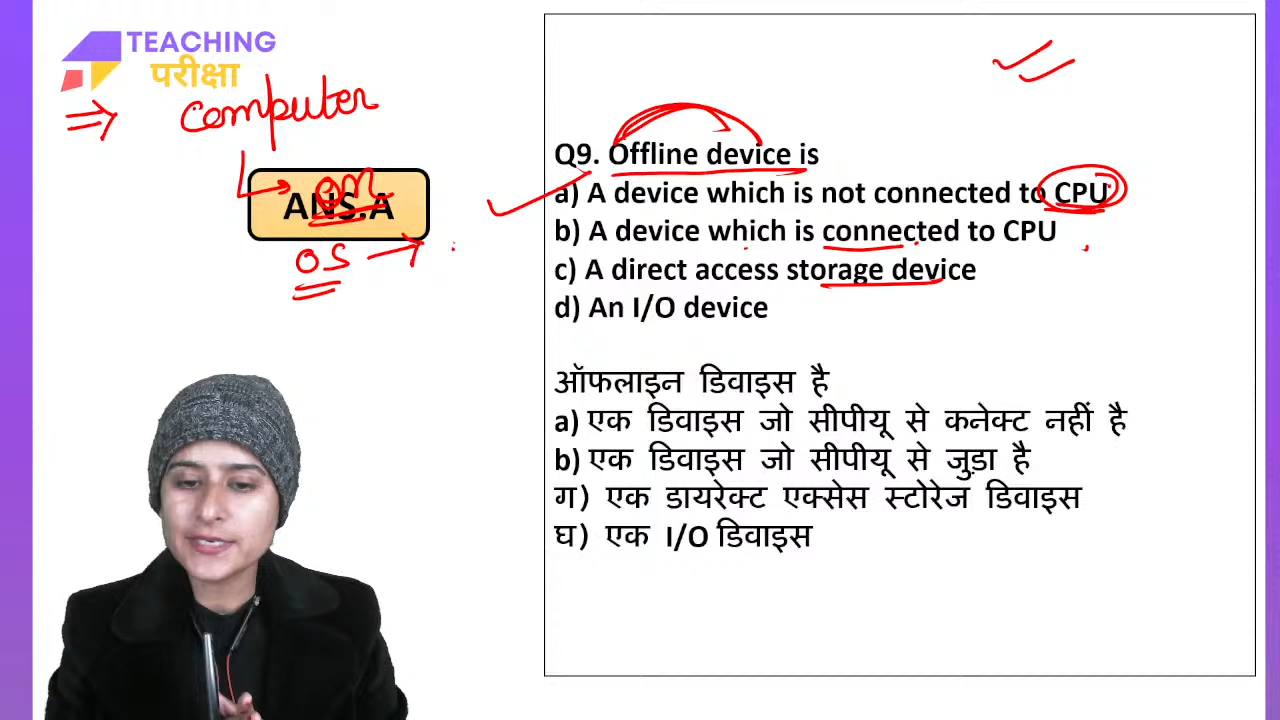 TEACHING
परीक्षा
⇒ computer
ANS.A
on
OS →
Q9. Offline device is
a) A device which is not connected to CPU
b) A device which is connected to CPU
c) A direct access storage device
d) An I/O device
ऑफलाइन डिवाइस है
a) एक डिवाइस जो सीपीयू से कनेक्ट नहीं है
b) एक डिवाइस जो सीपीयू से जुड़ा है
ग) एक डायरेक्ट एक्सेस स्टोरेज डिवाइस
घ) एक I/O डिवाइस